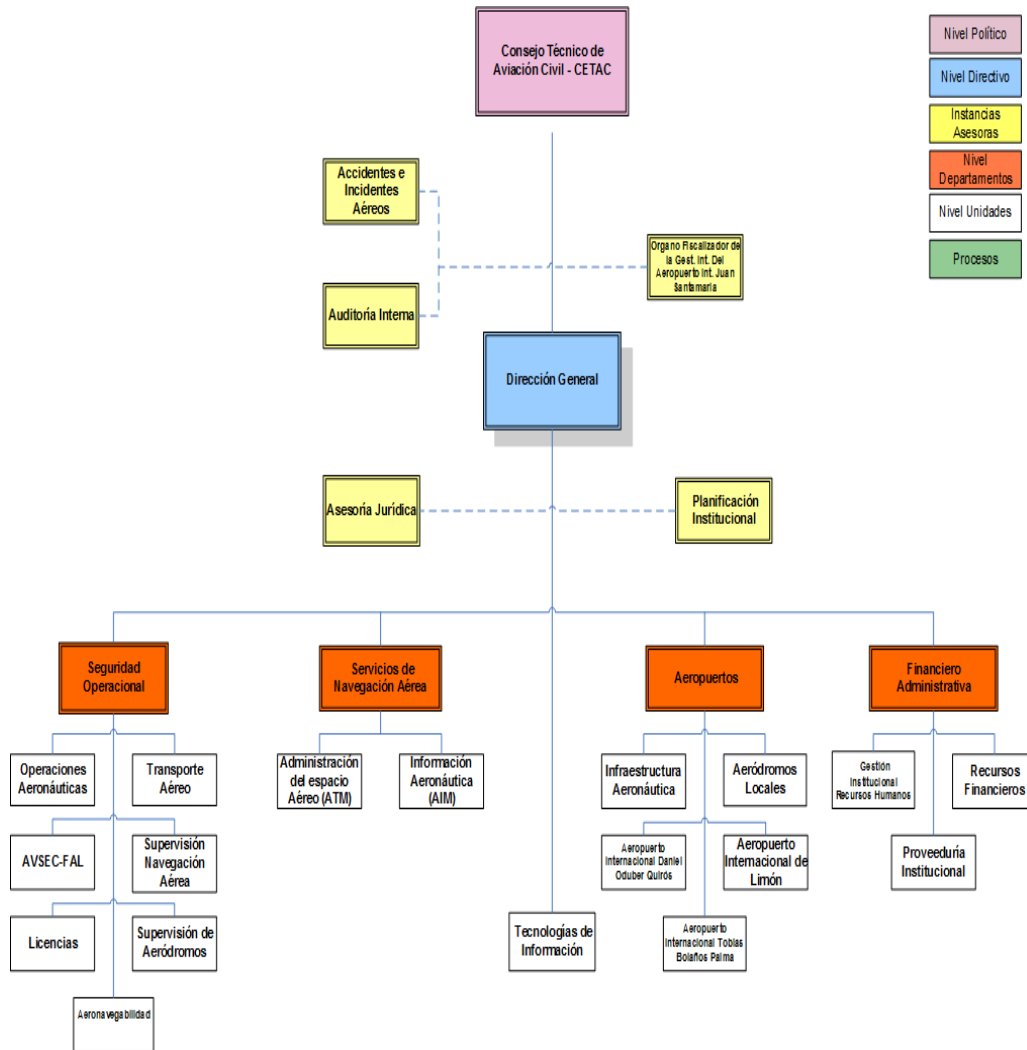 Consejo Técnico de
Aviación Civil - CETAC
Nivel Político
Nivel Directivo
Instancias
Asesoras
Nivel
Departamentos
Nivel Unidades
Procesos
Accidentes e
Incidentes
Aéreos
Organo Fiscalizador de
la Gest. Int. Del
Aeropuerto Int. Juan
Santamaria
Auditoría Interna
Dirección General
Asesoría Jurídica
Planificación
Institucional
Seguridad
Operacional
Servicios de
Navegación Aérea
Aeropuertos
Financiero
Administrativa
Operaciones
Aeronáuticas
Transporte
Aéreo
AVSEC-FAL
Supervisión
Navegación
Aérea
Licencias
Supervisión de
Aeródromos
Aeronavegabilidad
Administración
del espacio
Aéreo (ATM)
Información
Aeronáutica
(AIM)
Tecnologías de
Información
Infraestructura
Aeronáutica
Aeródromos
Locales
Aeropuerto
Internacional Daniel
Oduber Quirós
Aeropuerto
Internacional de
Limón
Aeropuerto
Internacional Tobías
Bolaños Palma
Gestión
Institucional
Recursos Humanos
Recursos
Financieros
Proveeduría
Institucional